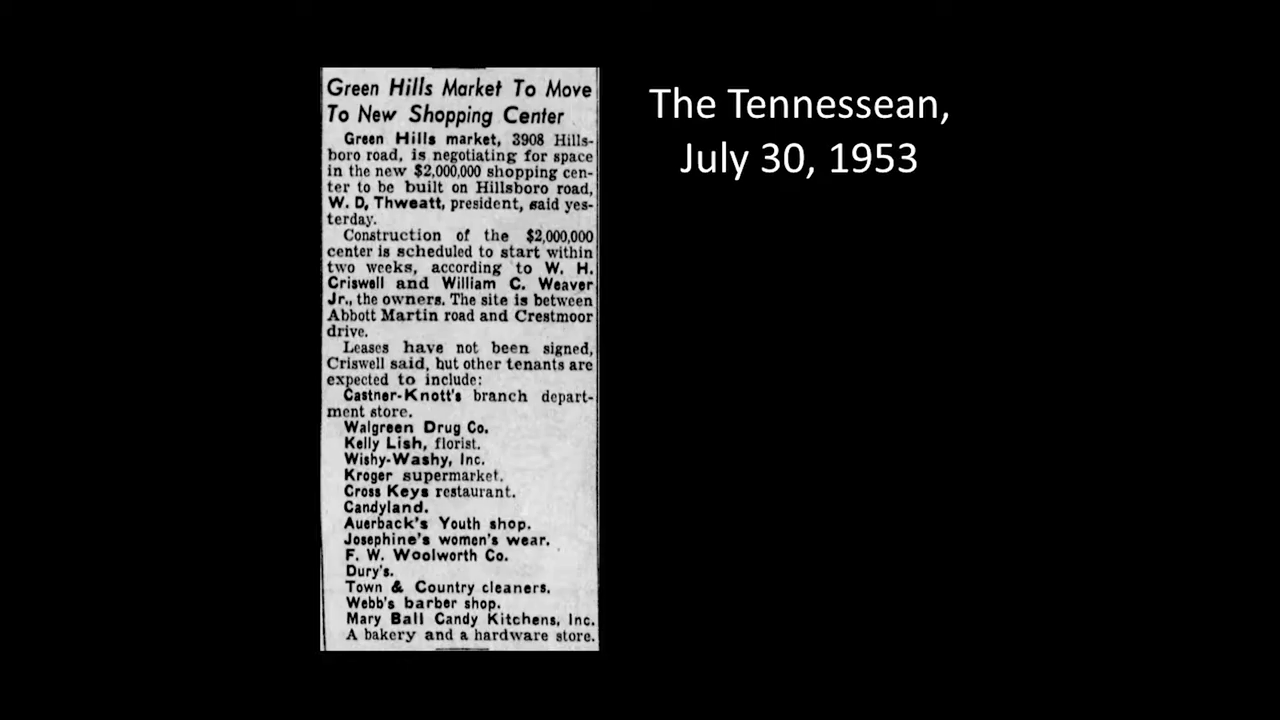 Green Hills Market To Move
To New Shopping Center
Green Hills market, 3908 Hills-
boro road, is negotiating for space
in the new $2,000,000 shopping cen-
ter to be built on Hillsboro road,
W. D, Thweatt, president, said yes-
terday.
Construction of the $2,000,000
center is scheduled to start within
two weeks, according to W. H.
Criswell and William C. Weaver
Jr., the owners. The site is between
Abbott Martin road and Crestmoor
drive.
Leases have not been signed,
Criswell said, but other tenants are
expected to include:
Castner-Knott's branch depart-
ment store.
Walgreen Drug Co.
Kelly Lish, florist.
Wishy-Washy, Inc.
Kroger supermarket.
Cross Keys restaurant.
Candyland.
Auerback's Youth shop.
Josephine's women's wear.
F. W. Woolworth Co.
Dury's.
Town & Country cleaners.
Webb's barber shop.
Mary Ball Candy Kitchens, Inc.
A bakery and a hardware store.
The Tennessean,
July 30, 1953